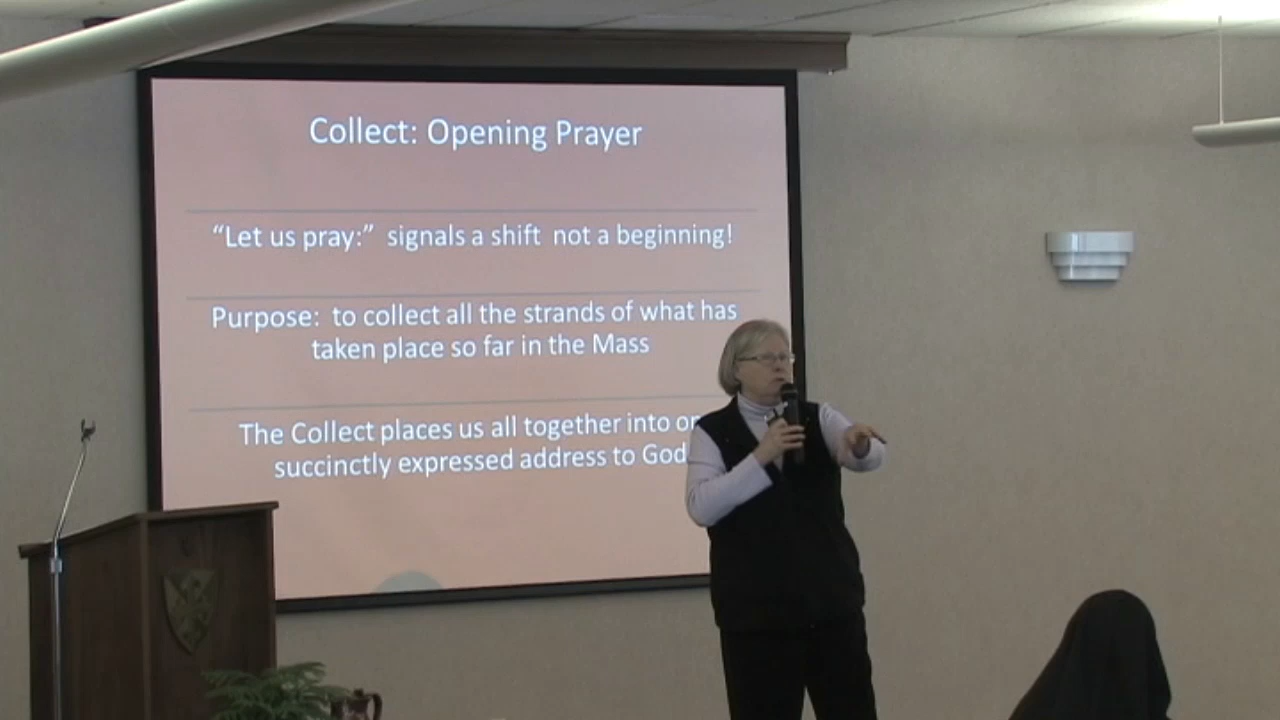 Collect: Opening Prayer
“Let us pray:” signals a shift not a beginning!
Purpose: to collect all the strands of what has
taken place so far in the Mass
The Collect places us all together into
succinctly expressed address to God